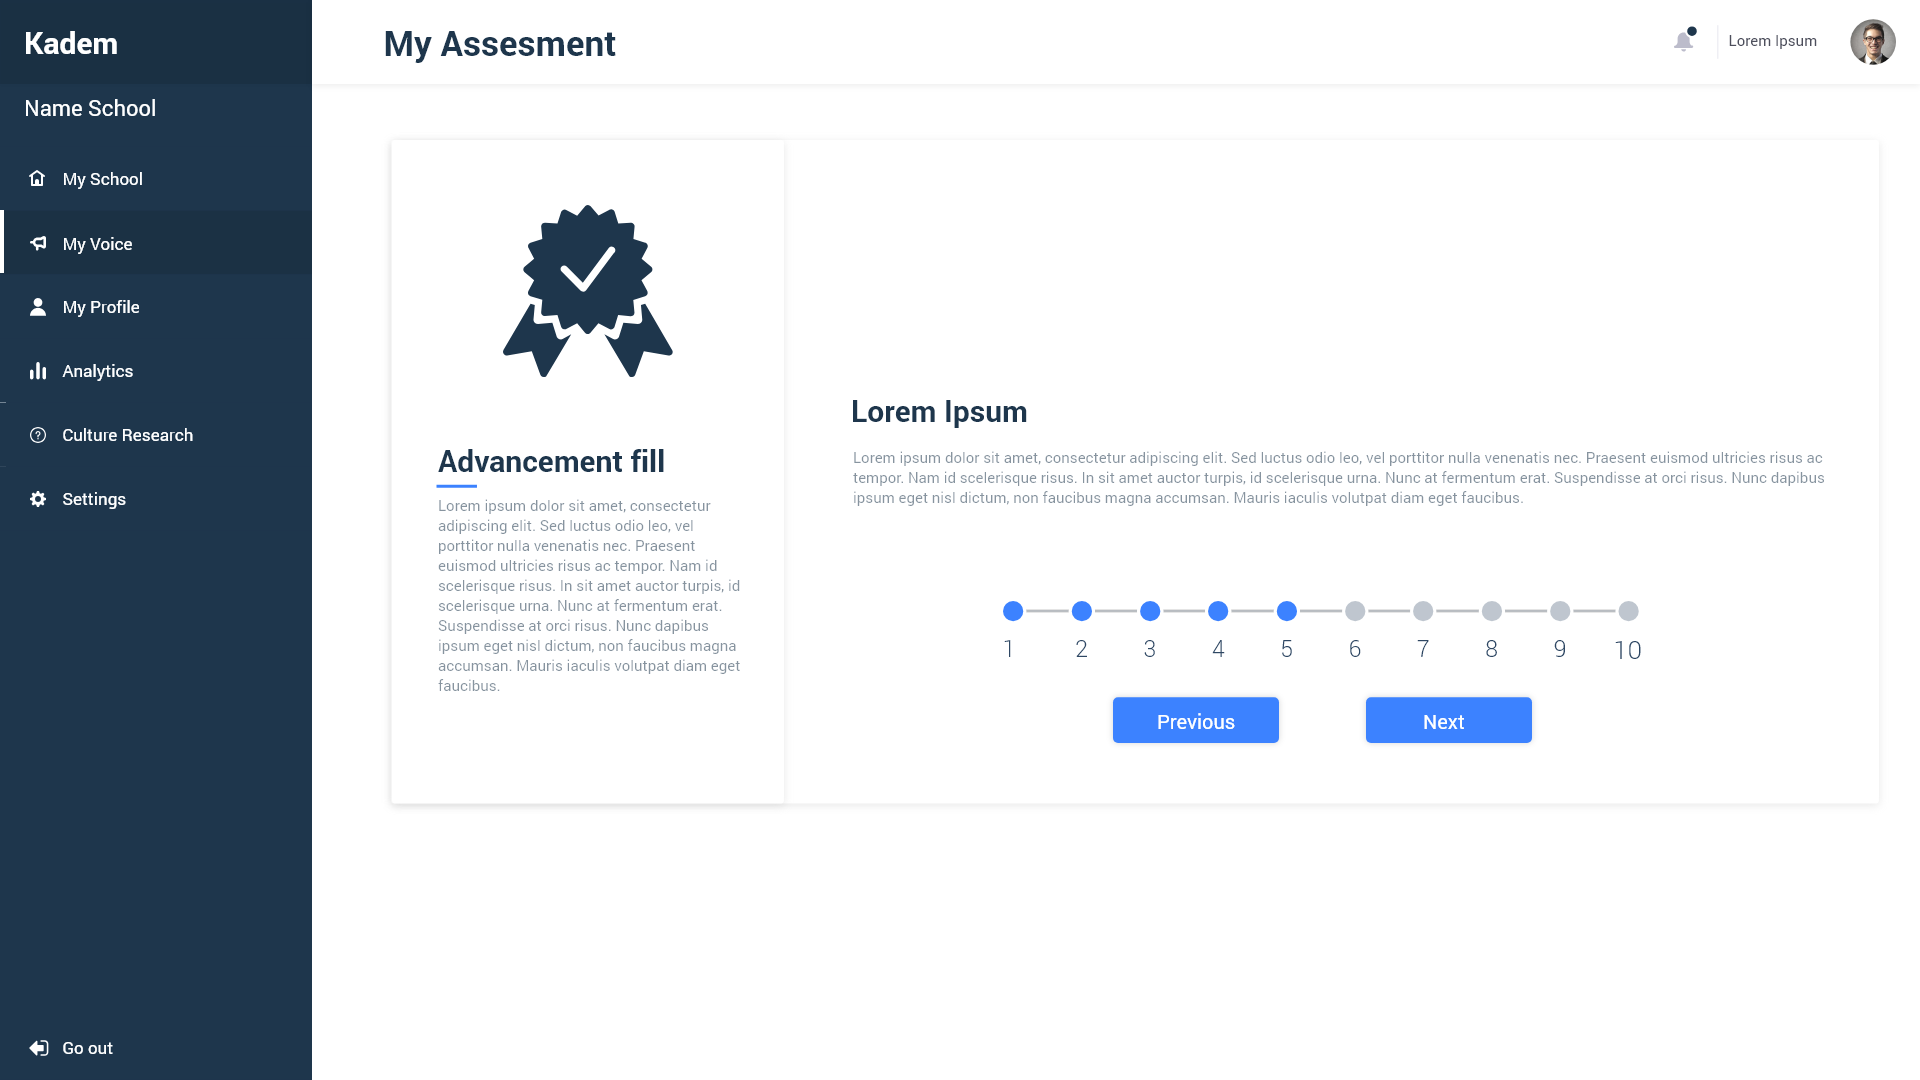 Kadem
My Assesment
Lorem Ipsum
Name School
My School
My Voice
My Profile
Analytics
Culture Research
Settings
Go out
Advancement fill
Lorem ipsum dolor sit amet, consectetur
adipiscing elit. Sed luctus odio leo, vel
porttitor nulla venenatis nec. Praesent
euismod ultricies risus ac tempor. Nam id
scelerisque risus. In sit amet auctor turpis, id
scelerisque urna. Nunc at fermentum erat.
Suspendisse at orci risus. Nunc dapibus
ipsum eget nisl dictum, non faucibus magna
accumsan. Mauris iaculis volutpat diam eget
faucibus.
Lorem Ipsum
Lorem ipsum dolor sit amet, consectetur adipiscing elit. Sed luctus odio leo, vel porttitor nulla venenatis nec. Praesent euismod ultricies risus ac
tempor. Nam id scelerisque risus. In sit amet auctor turpis, id scelerisque urna. Nunc at fermentum erat. Suspendisse at orci risus. Nunc dapibus
ipsum eget nisl dictum, non faucibus magna accumsan. Mauris iaculis volutpat diam eget faucibus.
1 2 3 4 5 6 7 8 9 10
Previous Next